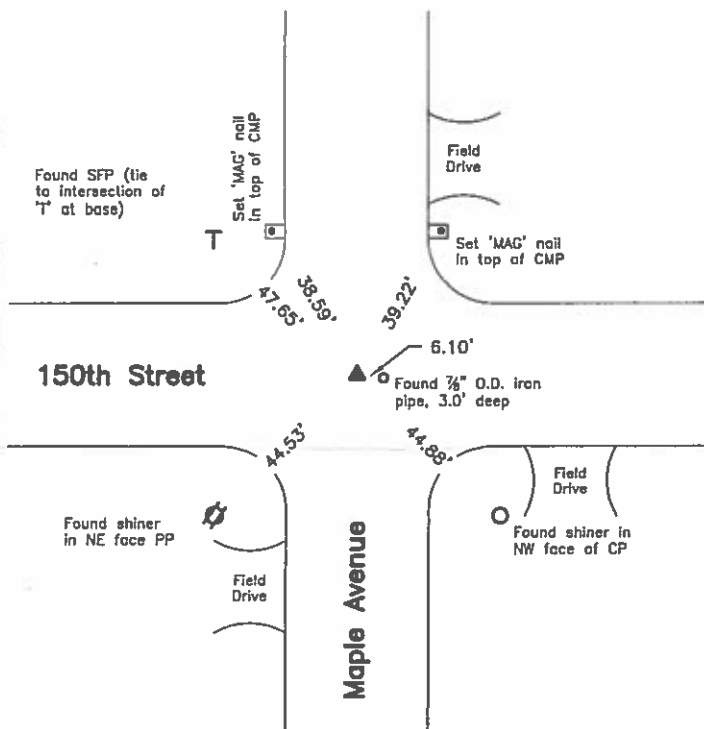 Found SFP (tie
to intersection of
'T' at base)
T
Set 'MAG' nail
in top of CMP
Field
Drive
Set 'MAG' nail
in top of CMP
47.65'
38.59'
39.22'
150th Street
6.10'
Found 7/8" O.D. iron
pipe, 3.0' deep
44.53'
44.88'
Found shiner
in NE face PP
Field
Drive
Field
Drive
Found shiner in
NW face of CP
Maple Avenue